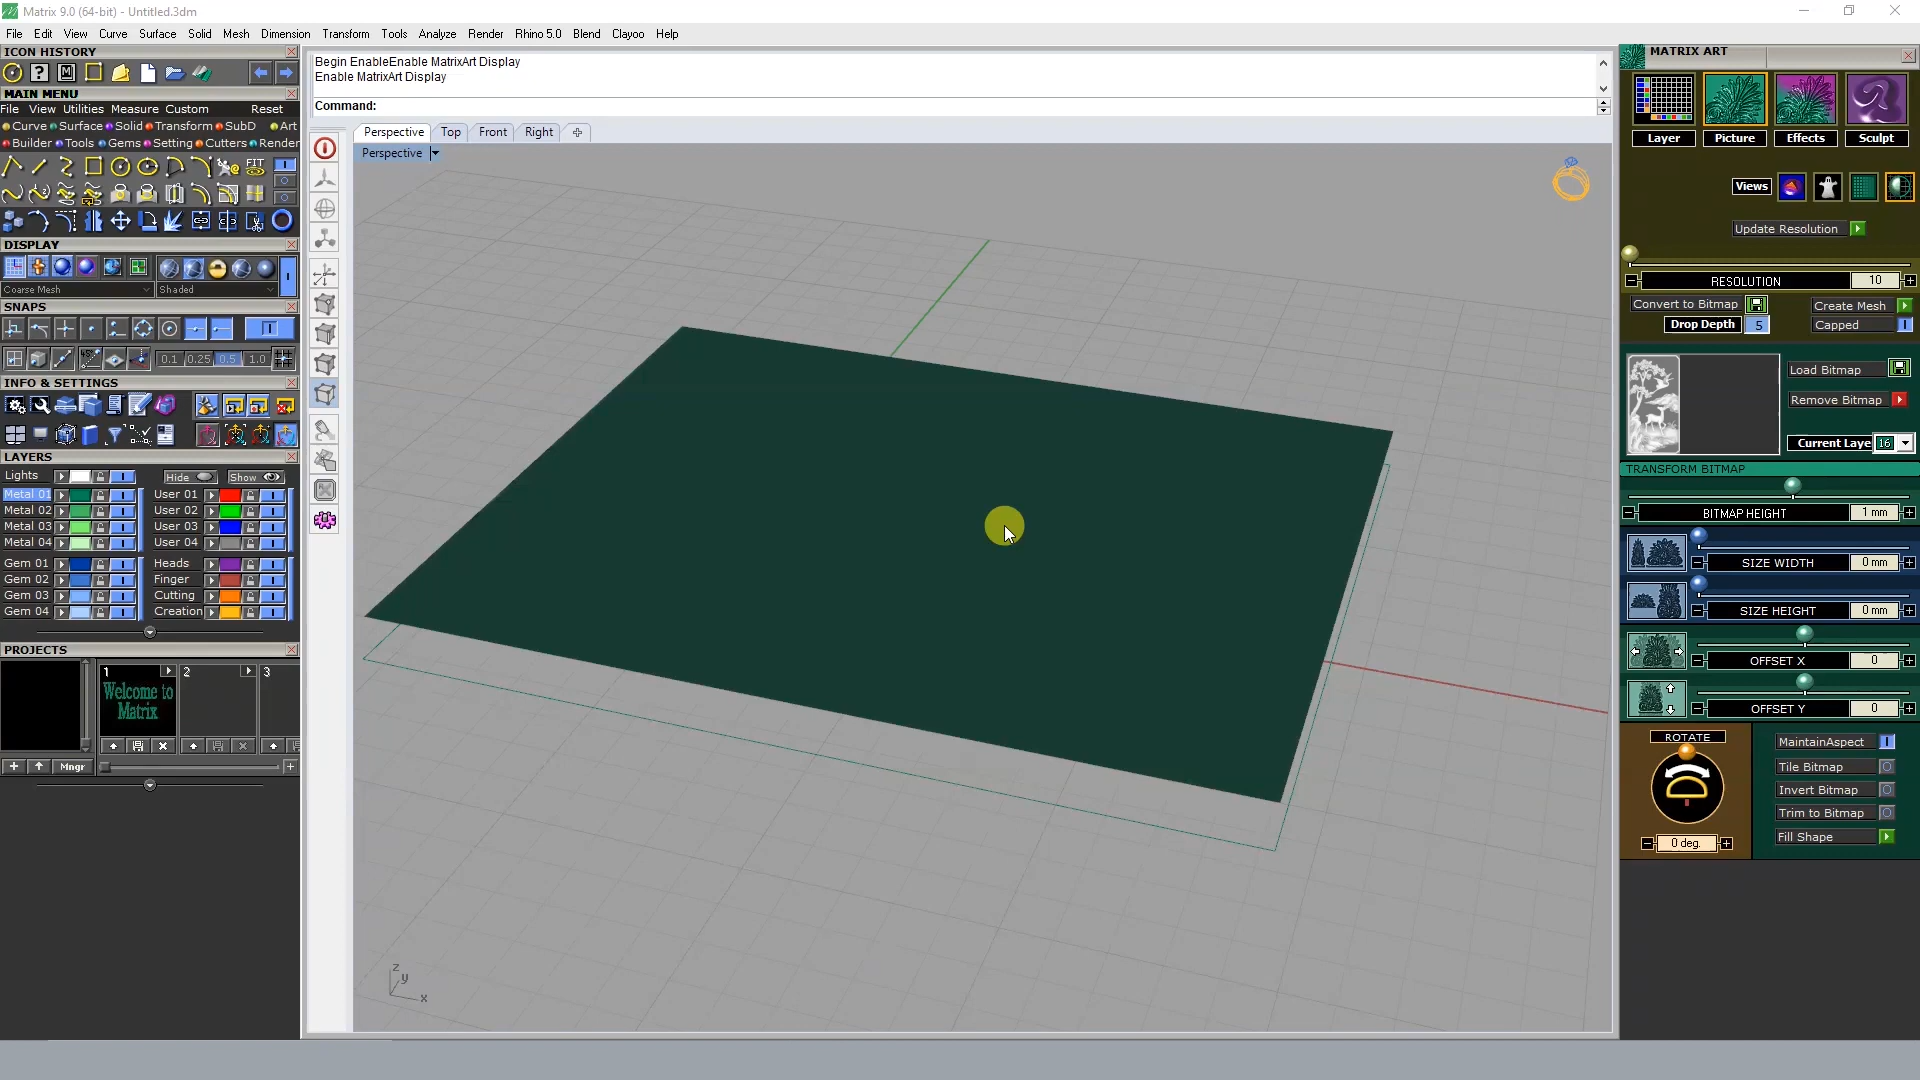 Matrix 9.0 (64-bit) - Untitled.3dm
File Edit View Curve Surface Solid Mesh Dimension Transform Tools Analyze Render Rhino 5.0 Blend Clayoo Help
ICON HISTORY
MAIN MENU
File View Utilities Measure Custom Reset
Curve Surface Solid Transform SubD Art
Builder Tools Gems Setting Cutters Render
FIT
DISPLAY
Coarse Mesh Shaded
SNAPS
0.1 0.25 0.5 1.0
INFO & SETTINGS
LAYERS
Lights Hide Show
Metal 01 User 01
Metal 02 User 02
Metal 03 User 03
Metal 04 User 04
Gem 01 Heads
Gem 02 Finger
Gem 03 Cutting
Gem 04 Creation
PROJECTS
1 2 3
Welcome to
Matrix
Mngr
Begin EnableEnable MatrixArt Display
Enable MatrixArt Display
Command:
Perspective Top Front Right
Perspective
z
y
x
MATRIX ART
Layer Picture Effects Sculpt
Views
Update Resolution
RESOLUTION 10
Convert to Bitmap Create Mesh
Drop Depth 5 Capped
Load Bitmap
Remove Bitmap
Current Laye 16
TRANSFORM BITMAP
BITMAP HEIGHT 1 mm
SIZE WIDTH 0 mm
SIZE HEIGHT 0 mm
OFFSET X 0
OFFSET Y 0
ROTATE
0 deg.
MaintainAspect
Tile Bitmap
Invert Bitmap
Trim to Bitmap
Fill Shape